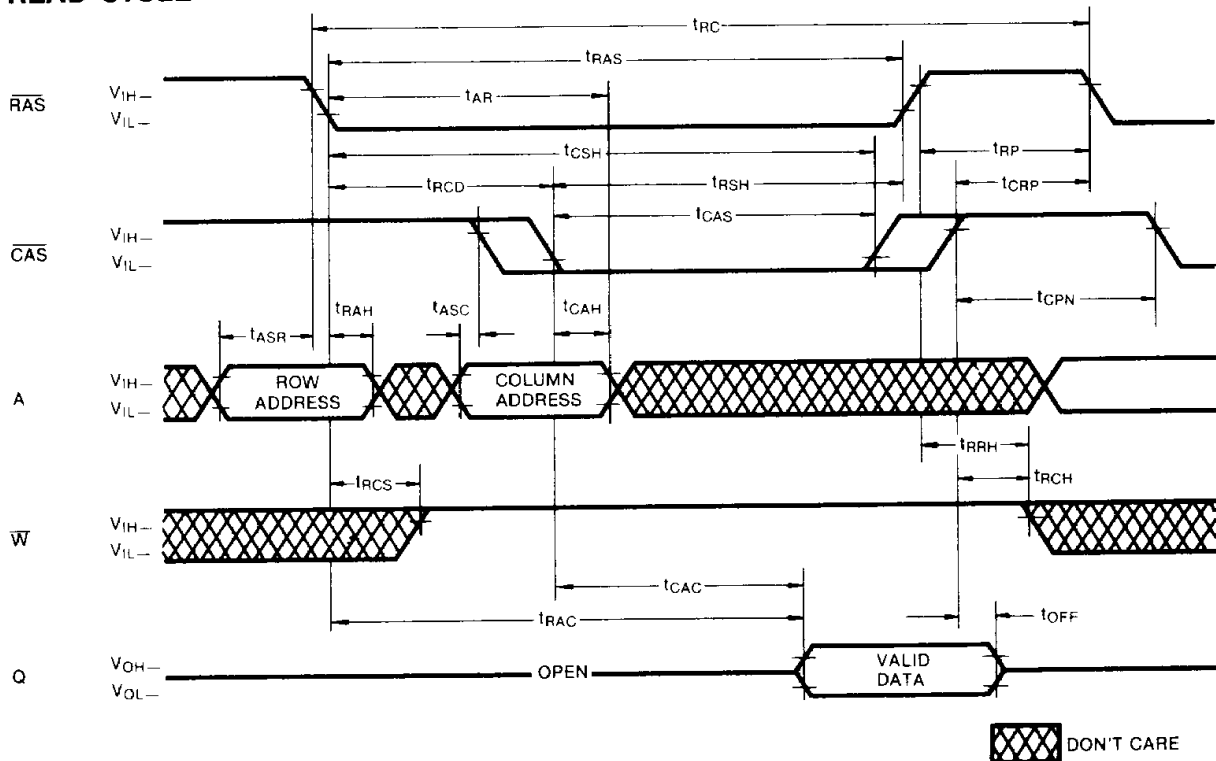 READ CYCLE
tRC
tRAS
RAS
VIH
VIL
tAR
tCSH
tRP
tRCD
tRSH
tCRP
tCAS
CAS
VIH
VIL
tRAH
tASC
tCAH
tCPN
tASR
A
VIH
VIL
ROW
ADDRESS
COLUMN
ADDRESS
tRRH
tRCS
tRCH
W
VIH
VIL
tCAC
tRAC
tOFF
Q
VOH
VOL
OPEN
VALID
DATA
DON'T CARE